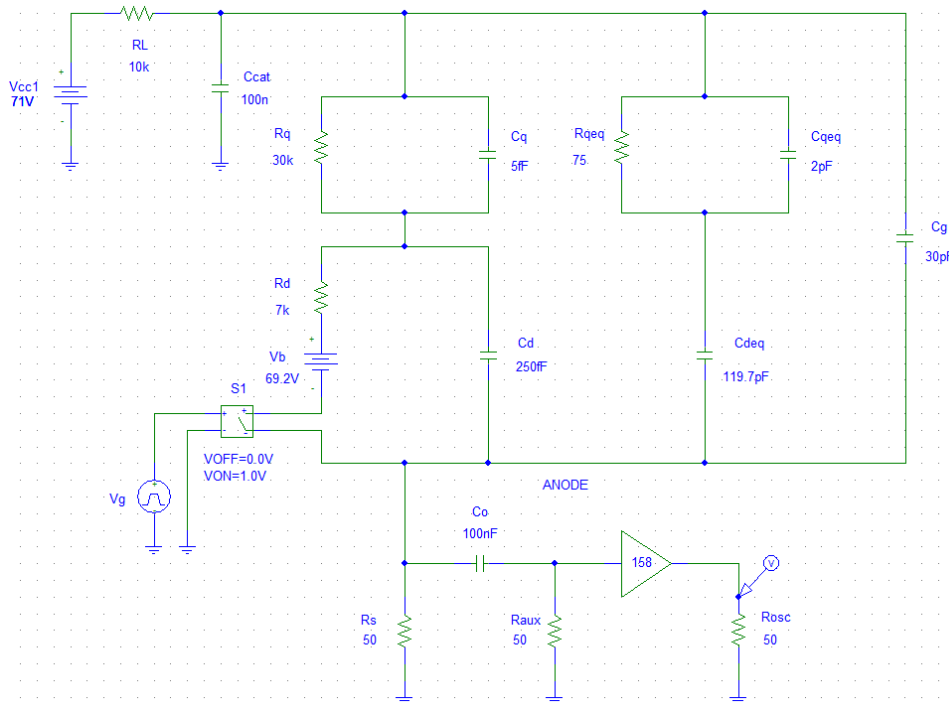 RL
10k
Vcc1
71V
+
-
Ccat
100n
Rq
30k
Cq
5fF
Rqeq
75
Cqeq
2pF
Cg
30pF
Rd
7k
+
Vb
69.2V
-
Cd
250fF
Cdeq
119.7pF
S1
+ +
- -
VOFF=0.0V
VON=1.0V
Vg
+
-
ANODE
Co
100nF
158
V
Rs
50
Raux
50
Rosc
50